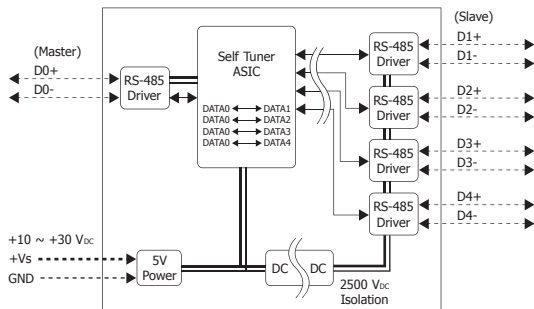 (Master)
D0+
D0-
RS-485
Driver
Self Tuner
ASIC
DATA0 DATA1
DATA0 DATA2
DATA0 DATA3
DATA0 DATA4
(Slave)
RS-485
Driver
D1+
D1-
RS-485
Driver
D2+
D2-
RS-485
Driver
D3+
D3-
RS-485
Driver
D4+
D4-
+10 ~ +30 VDC
+Vs
GND
5V
Power
DC DC
2500 VDC
Isolation